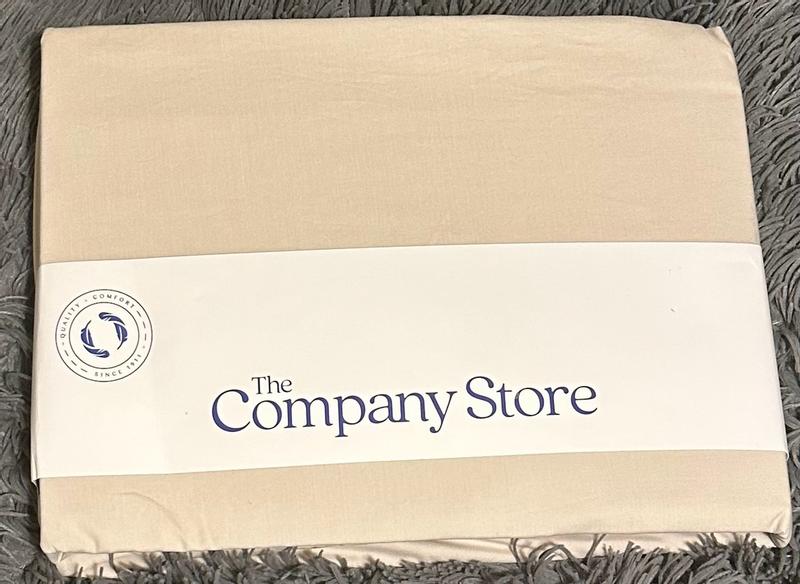 QUALITY - COMFORT
SINCE 1911
The
Company Store